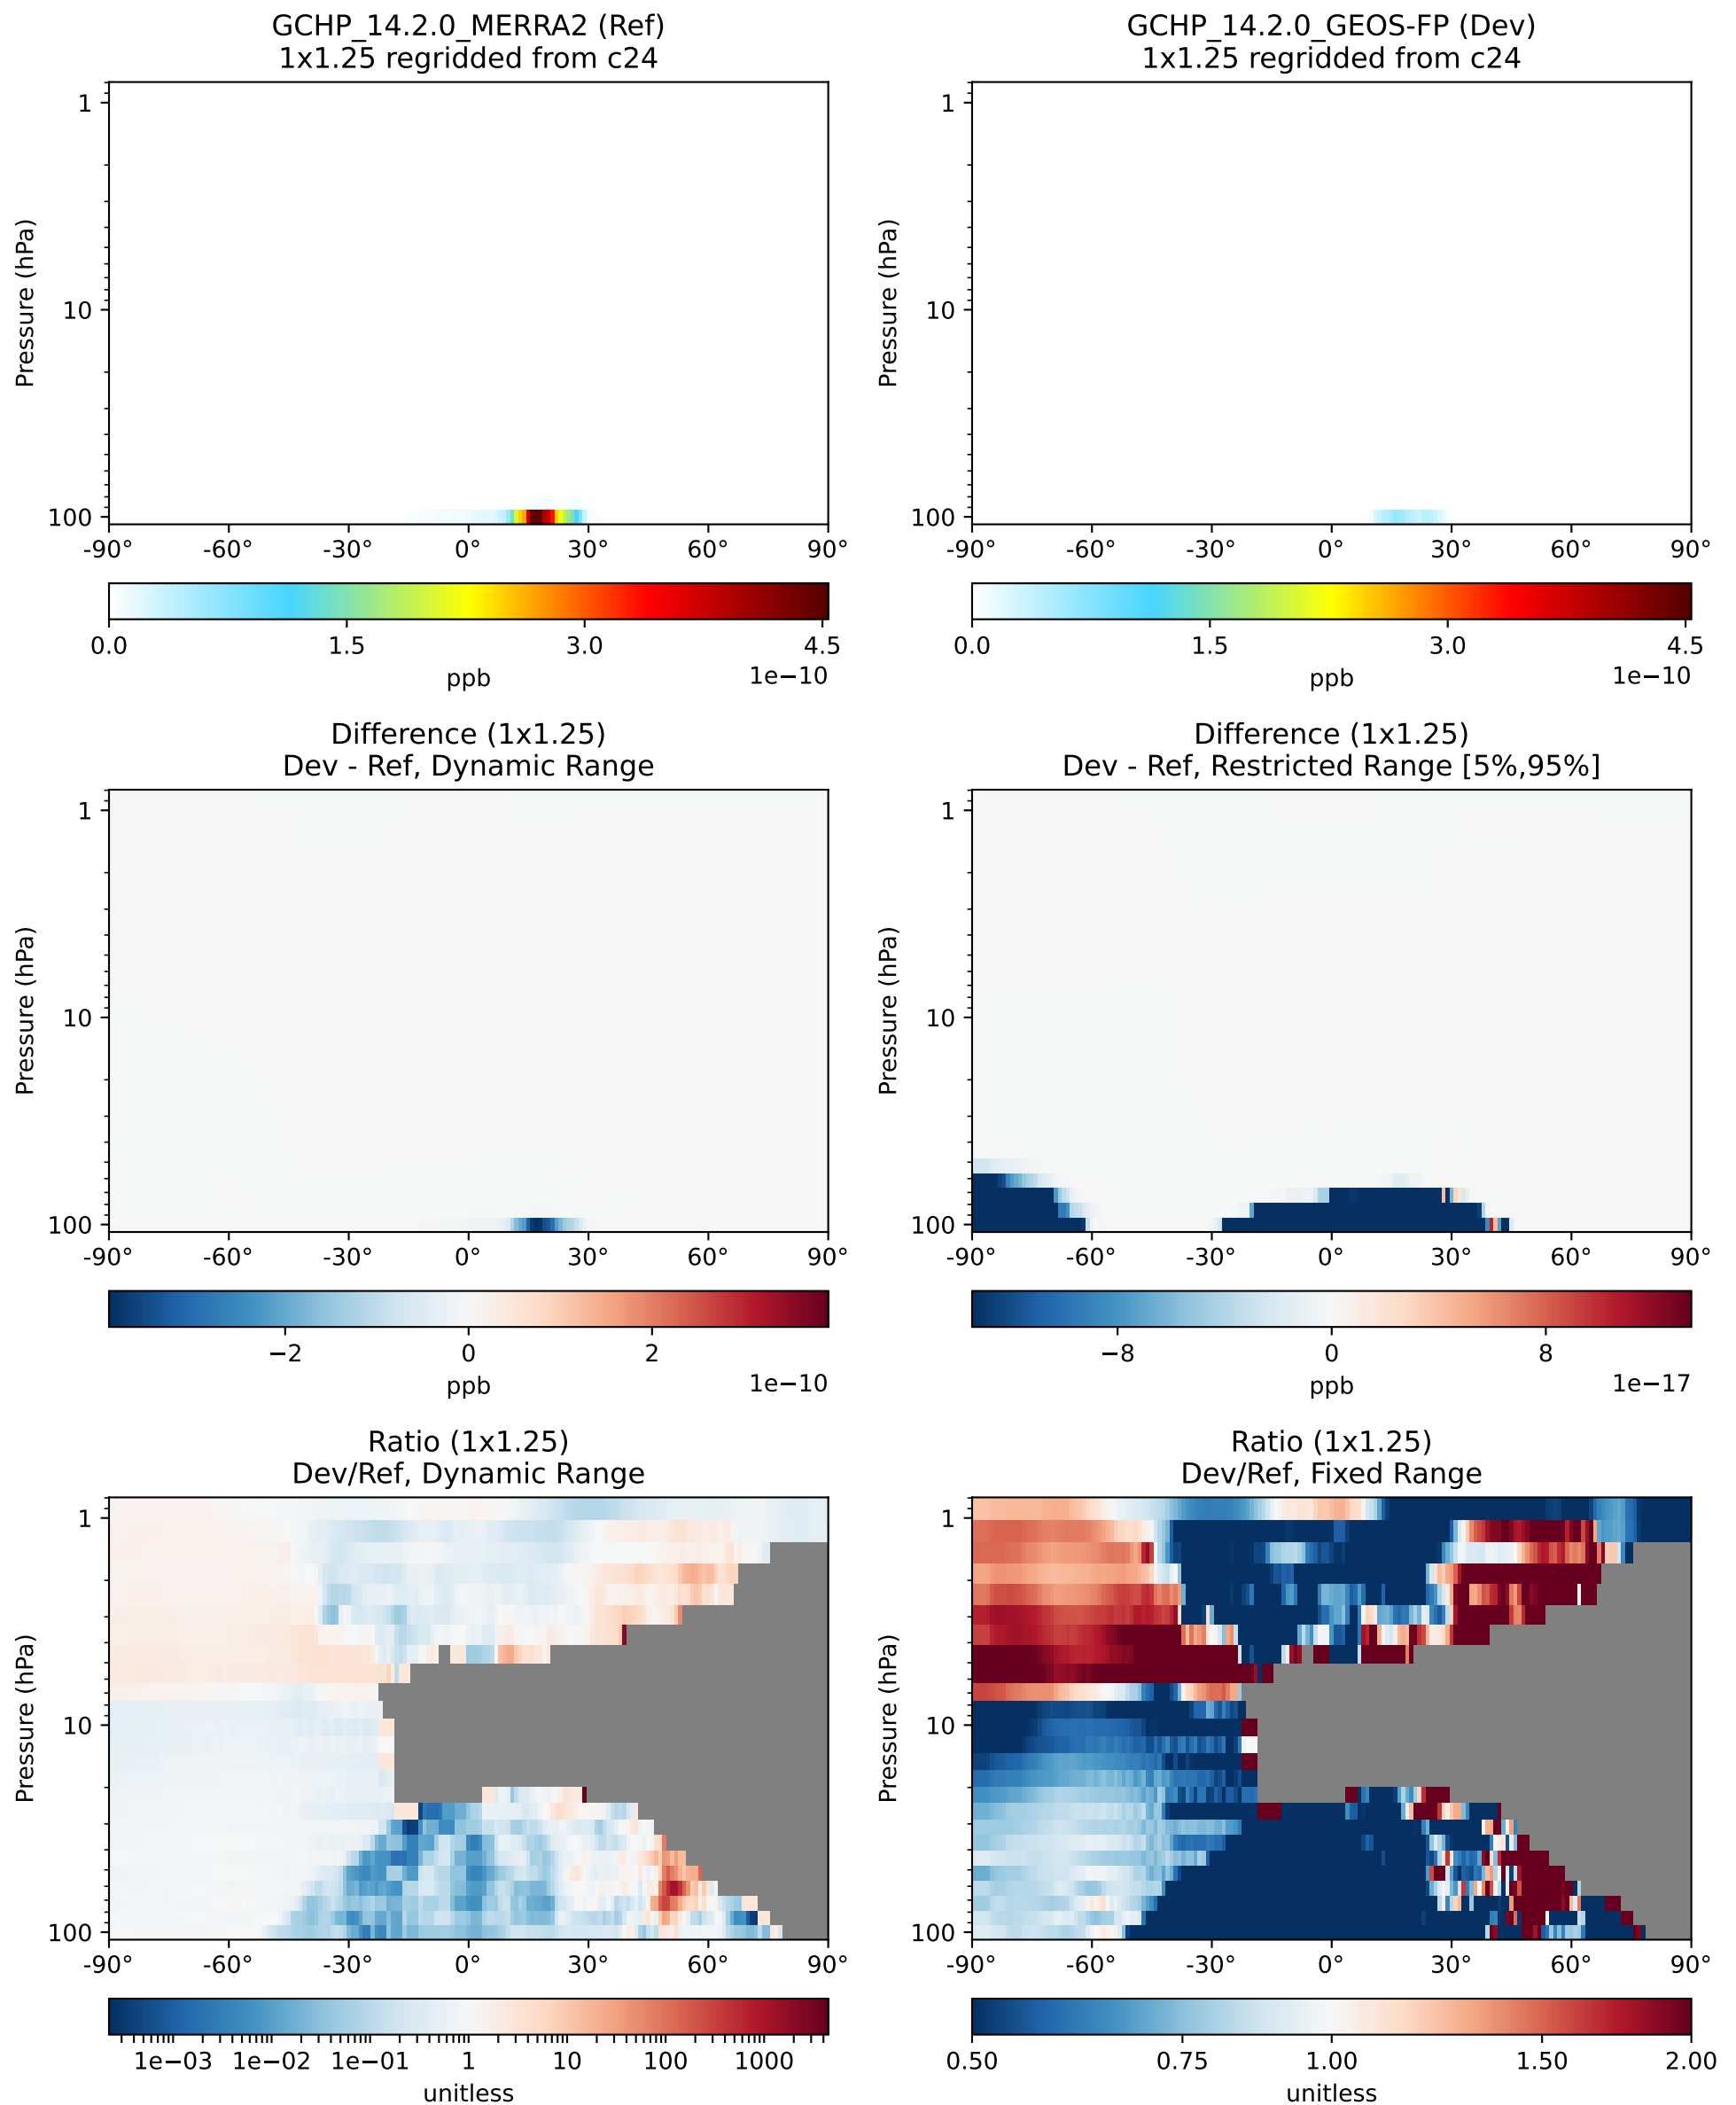 GCHP_14.2.0_MERRA2 (Ref)
1x1.25 regridded from c24
Pressure (hPa)
1
10
100
-90° -60° -30° 0° 30° 60° 90°
0.0 1.5 3.0 4.5
1e−10
ppb
GCHP_14.2.0_GEOS-FP (Dev)
1x1.25 regridded from c24
Pressure (hPa)
1
10
100
-90° -60° -30° 0° 30° 60° 90°
0.0 1.5 3.0 4.5
1e−10
ppb
Difference (1x1.25)
Dev - Ref, Dynamic Range
Pressure (hPa)
1
10
100
-90° -60° -30° 0° 30° 60° 90°
−2 0 2
1e−10
ppb
Difference (1x1.25)
Dev - Ref, Restricted Range [5%,95%]
Pressure (hPa)
1
10
100
-90° -60° -30° 0° 30° 60° 90°
−8 0 8
1e−17
ppb
Ratio (1x1.25)
Dev/Ref, Dynamic Range
Pressure (hPa)
1
10
100
-90° -60° -30° 0° 30° 60° 90°
1e−03 1e−02 1e−01 1 10 100 1000
unitless
Ratio (1x1.25)
Dev/Ref, Fixed Range
Pressure (hPa)
1
10
100
-90° -60° -30° 0° 30° 60° 90°
0.50 0.75 1.00 1.50 2.00
unitless